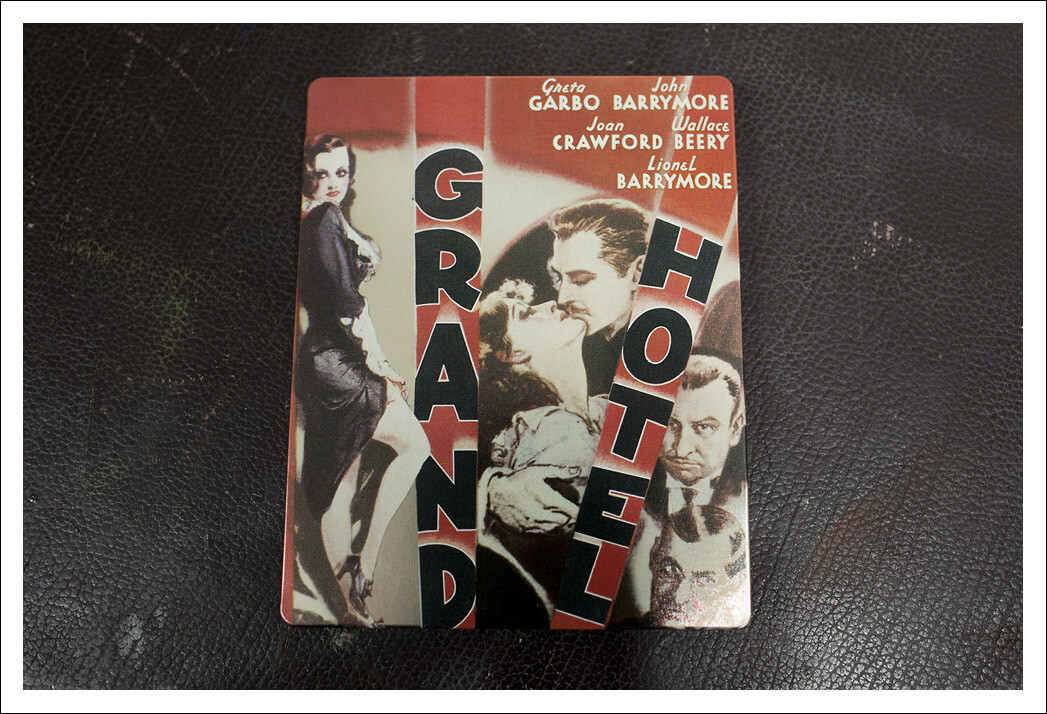 Greta John
GARBO BARRYMORE
Joan Wallace
CRAWFORD BEERY
Lionel
BARRYMORE
GRAND
HOTEL